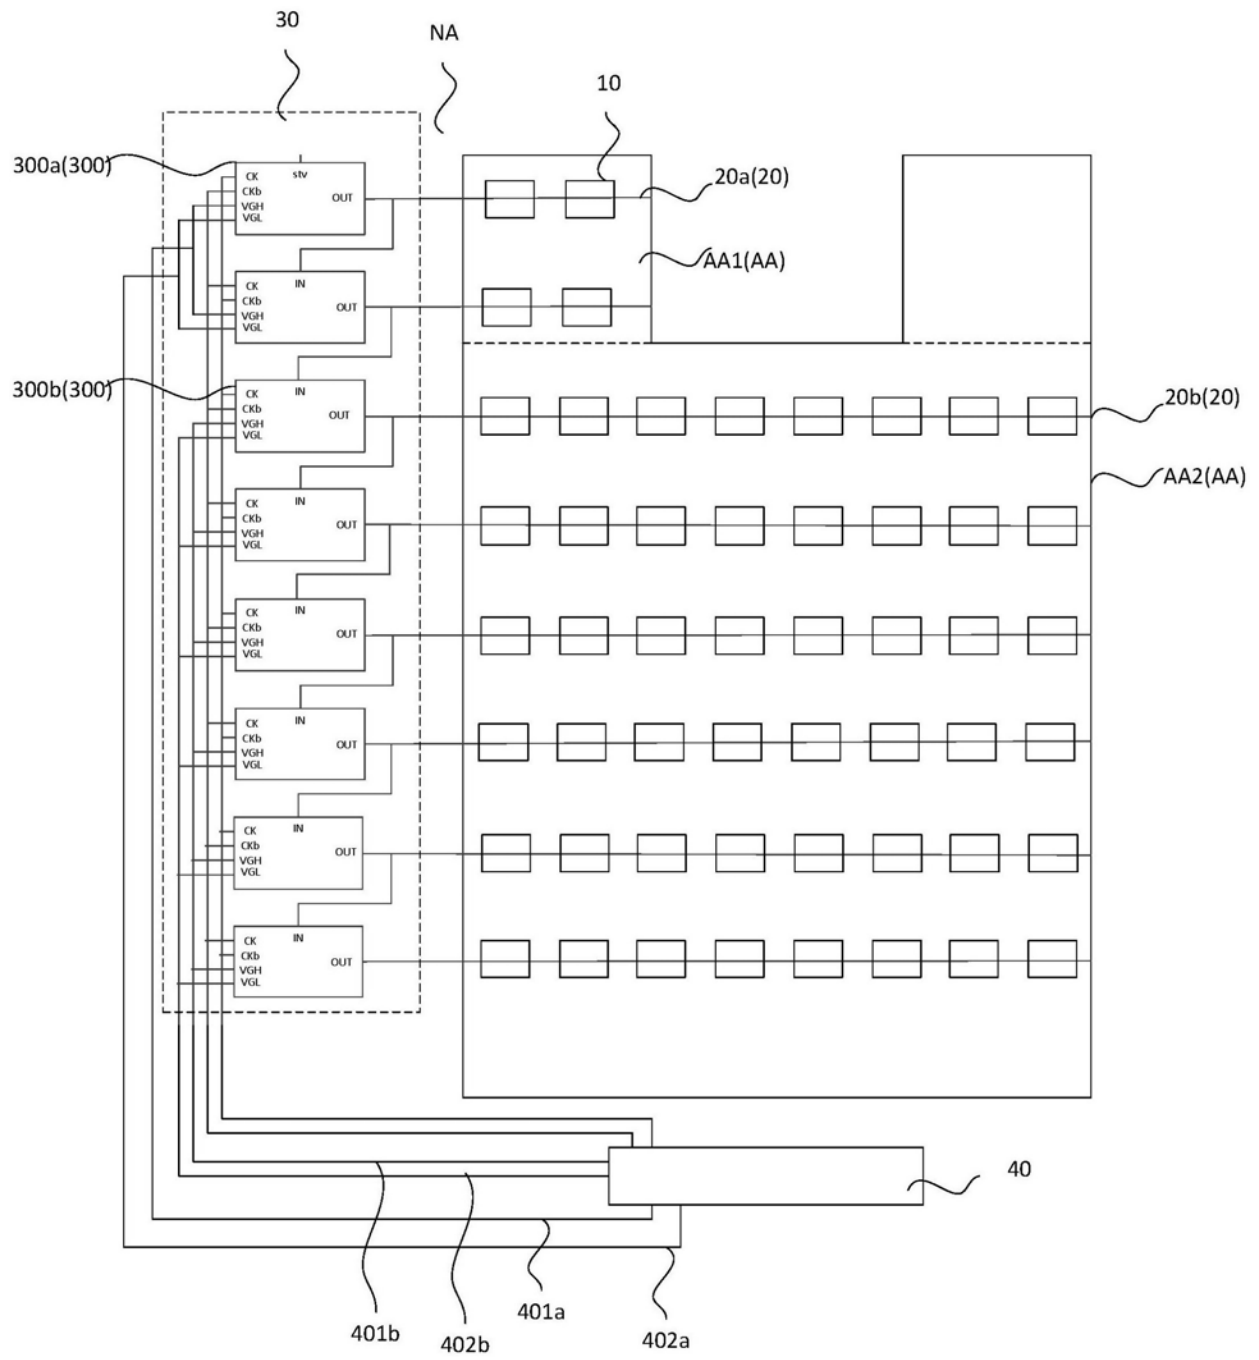 30
NA
10
300a(300)
stv
CK
CKb
VGH
VGL
OUT
20a(20)
AA1(AA)
IN
CK
CKb
VGH
VGL
OUT
300b(300)
IN
CK
CKb
VGH
VGL
OUT
20b(20)
AA2(AA)
IN
CK
CKb
VGH
VGL
OUT
IN
CK
CKb
VGH
VGL
OUT
IN
CK
CKb
VGH
VGL
OUT
IN
CK
CKb
VGH
VGL
OUT
IN
CK
CKb
VGH
VGL
OUT
40
401a
401b
402b
402a